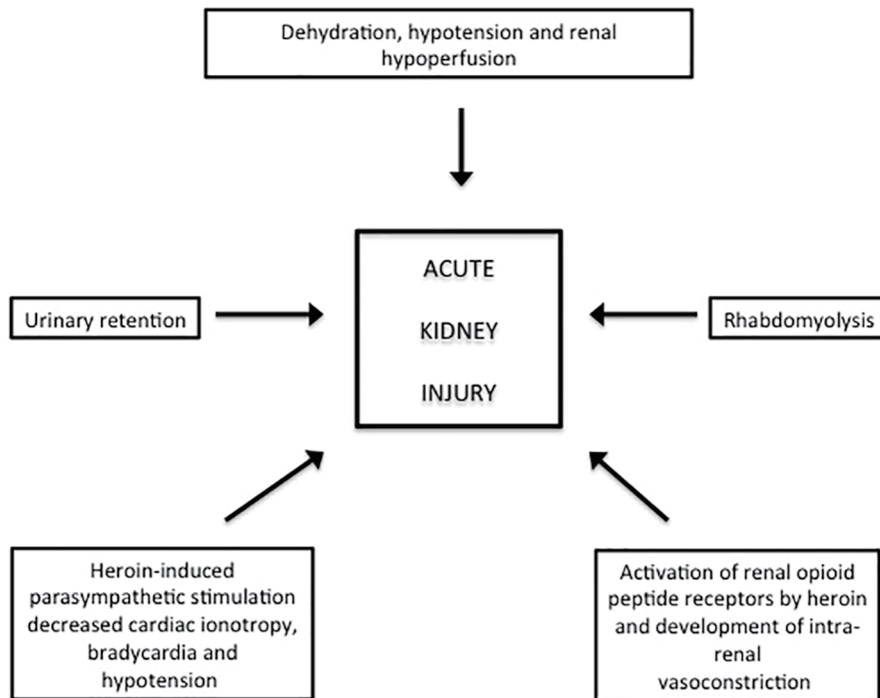 Dehydration, hypotension and renal
hypoperfusion
ACUTE
KIDNEY
INJURY
Urinary retention
Rhabdomyolysis
Heroin-induced
parasympathetic stimulation
decreased cardiac ionotropy,
bradycardia and
hypotension
Activation of renal opioid
peptide receptors by heroin
and development of intra-
renal
vasoconstriction